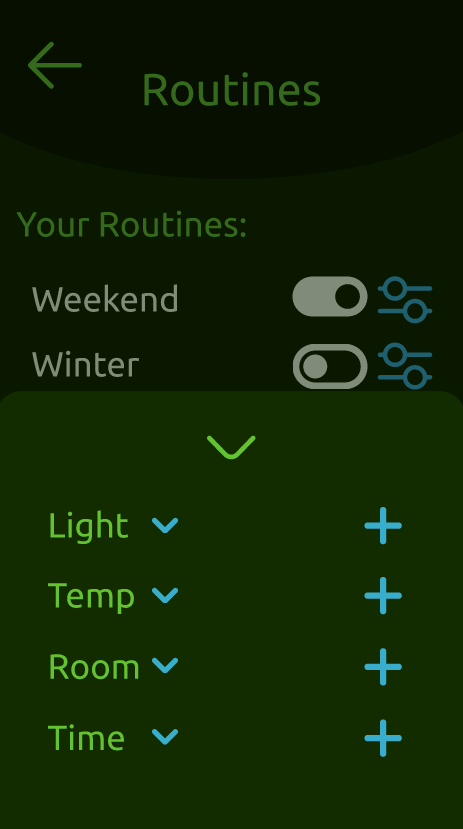 Routines
Your Routines:
Weekend
Winter
Light
Temp
Room
Time